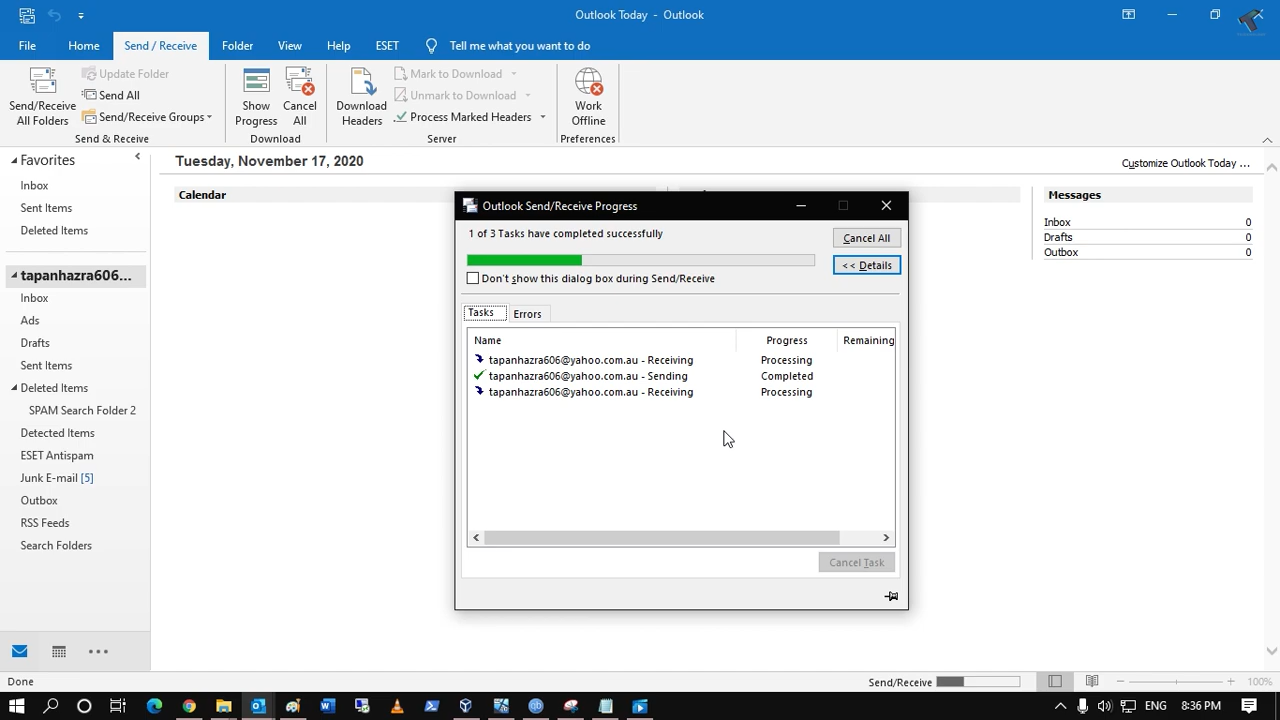 Outlook Today - Outlook
File Home Send / Receive Folder View Help ESET Tell me what you want to do
Send/Receive All Folders
Update Folder
Send All
Send/Receive Groups
Send & Receive
Show Progress
Cancel All
Download
Download Headers
Mark to Download
Unmark to Download
Process Marked Headers
Server
Work Offline
Preferences
Favorites
Inbox
Sent Items
Deleted Items
tapanhazra606...
Inbox
Ads
Drafts
Sent Items
Deleted Items
SPAM Search Folder 2
Detected Items
ESET Antispam
Junk E-mail [5]
Outbox
RSS Feeds
Search Folders
Tuesday, November 17, 2020
Customize Outlook Today ...
Calendar
Messages
Inbox 0
Drafts 0
Outbox 0
Outlook Send/Receive Progress
1 of 3 Tasks have completed successfully
Cancel All
<< Details
Don't show this dialog box during Send/Receive
Tasks Errors
Name Progress Remaining
tapanhazra606@yahoo.com.au - Receiving Processing
tapanhazra606@yahoo.com.au - Sending Completed
tapanhazra606@yahoo.com.au - Receiving Processing
Cancel Task
Done
Send/Receive
100%
ENG 8:36 PM